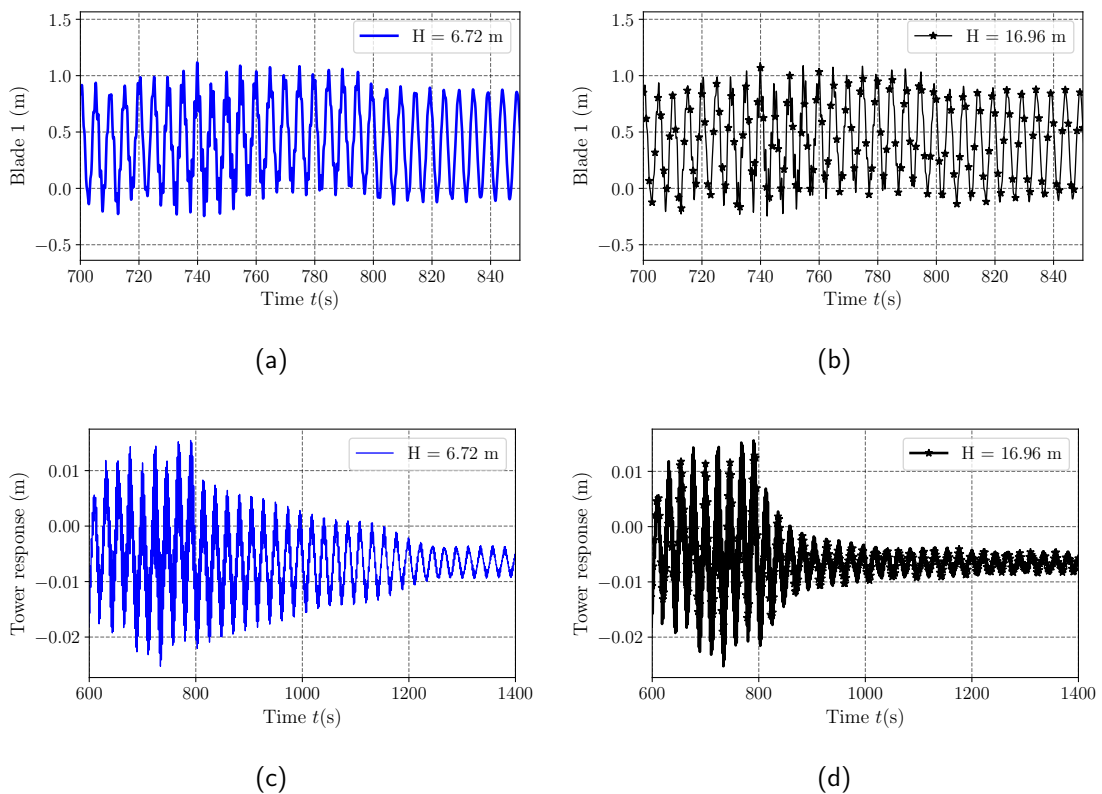 1.5
1.0
0.5
0.0
−0.5
Blade 1 (m)
H = 6.72 m
700 720 740 760 780 800 820 840
Time t(s)
(a)
1.5
1.0
0.5
0.0
−0.5
Blade 1 (m)
H = 16.96 m
700 720 740 760 780 800 820 840
Time t(s)
(b)
0.01
0.00
−0.01
−0.02
Tower response (m)
H = 6.72 m
600 800 1000 1200 1400
Time t(s)
(c)
0.01
0.00
−0.01
−0.02
Tower response (m)
H = 16.96 m
600 800 1000 1200 1400
Time t(s)
(d)